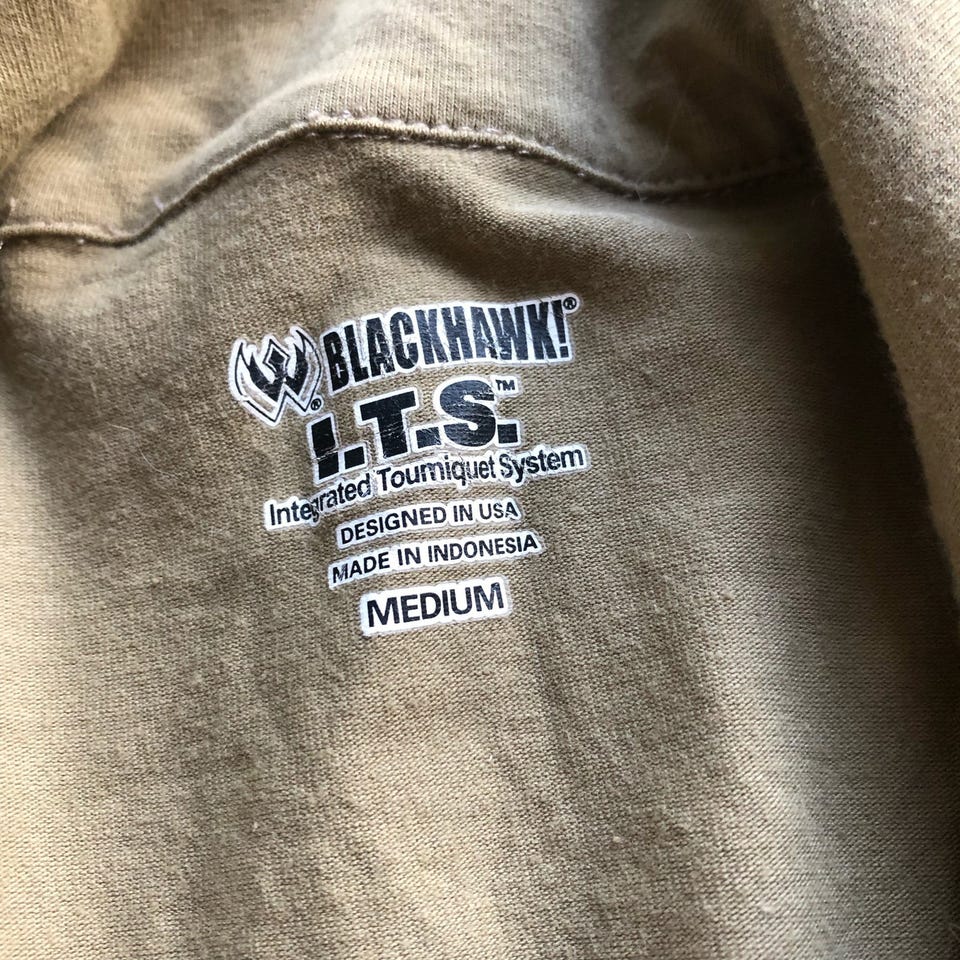 BLACKHAWK!®
®
I.T.S.™
Integrated Tourniquet System
DESIGNED IN USA
MADE IN INDONESIA
MEDIUM